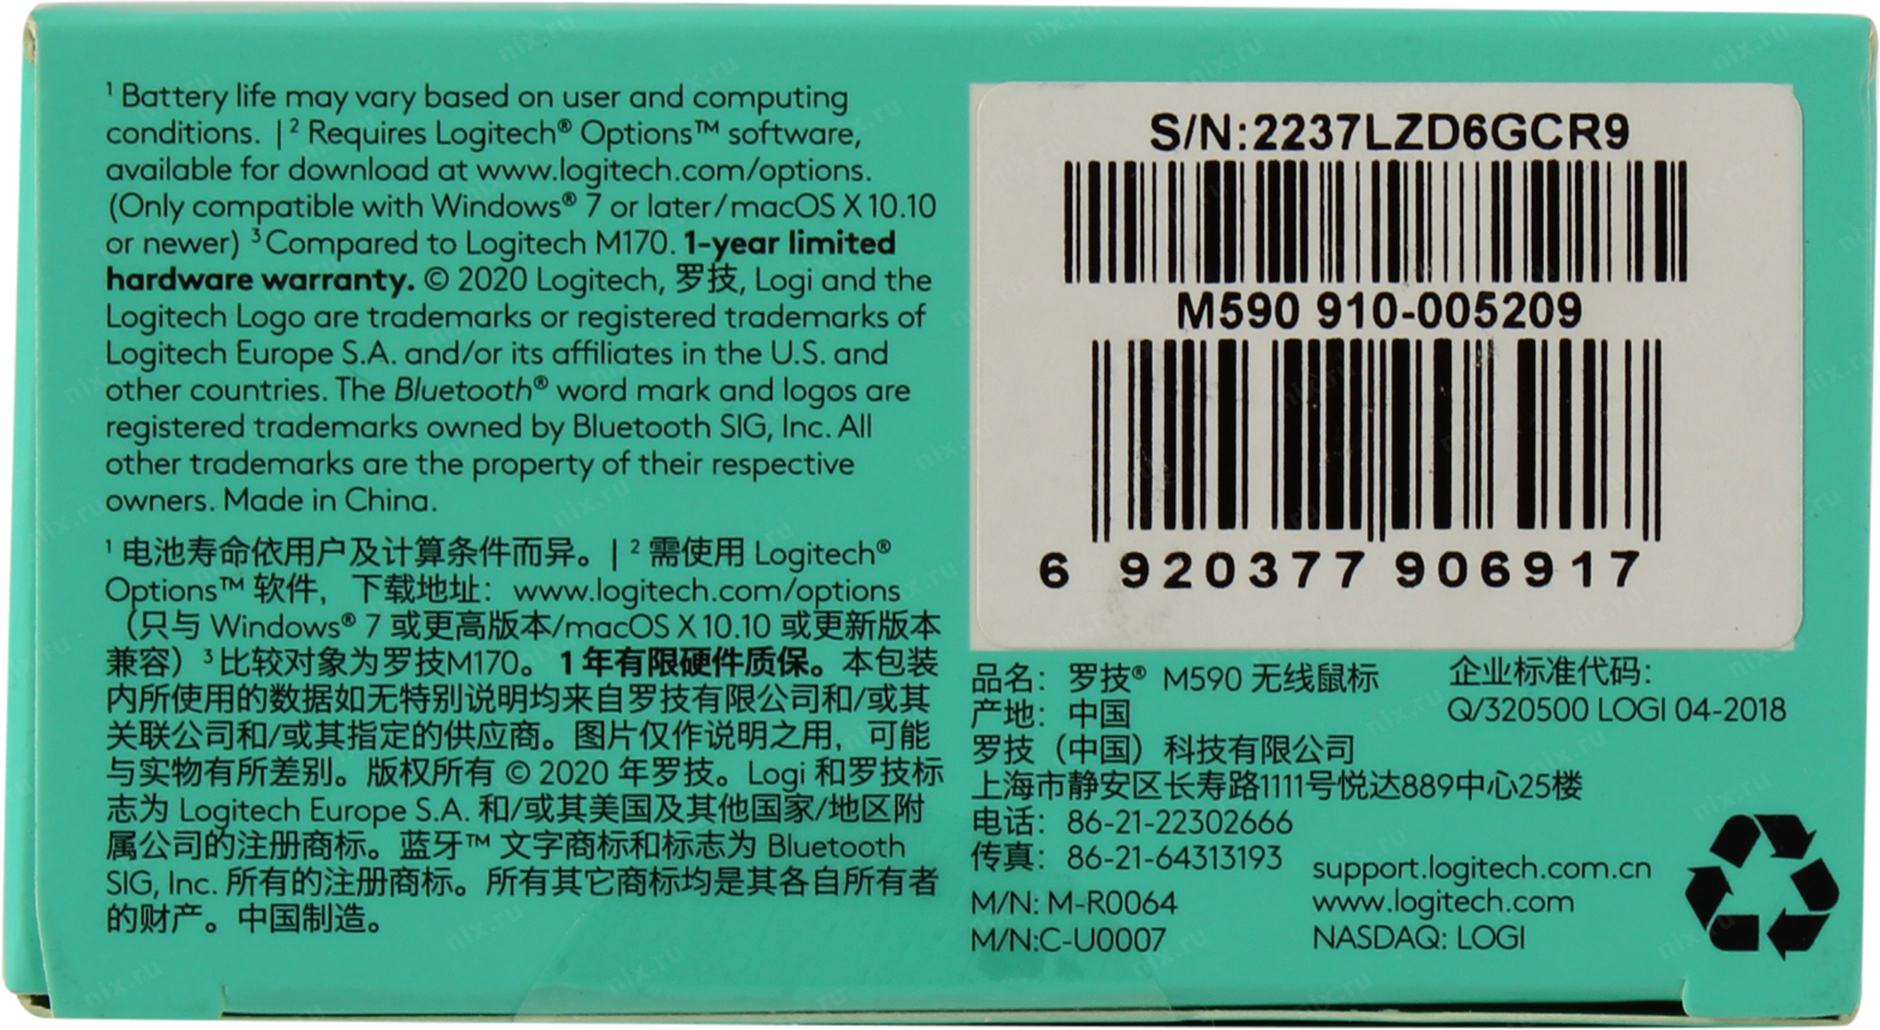 ¹ Battery life may vary based on user and computing
conditions. | ² Requires Logitech® Options™ software,
available for download at www.logitech.com/options.
(Only compatible with Windows® 7 or later/macOS X 10.10
or newer) ³ Compared to Logitech M170. 1-year limited
hardware warranty. © 2020 Logitech, 罗技, Logi and the
Logitech Logo are trademarks or registered trademarks of
Logitech Europe S.A. and/or its affiliates in the U.S. and
other countries. The Bluetooth® word mark and logos are
registered trademarks owned by Bluetooth SIG, Inc. All
other trademarks are the property of their respective
owners. Made in China.
¹ 电池寿命依用户及计算条件而异。 | ² 需使用 Logitech®
Options™ 软件，下载地址：www.logitech.com/options
（只与 Windows® 7 或更高版本/macOS X 10.10 或更新版本
兼容）³ 比较对象为罗技M170。 1 年有限硬件质保。本包装
内所使用的数据如无特别说明均来自罗技有限公司和/或其
关联公司和/或其指定的供应商。图片仅作说明之用，可能
与实物有所差别。版权所有 © 2020 年罗技。Logi 和罗技标
志为 Logitech Europe S.A. 和/或其美国及其他国家/地区附
属公司的注册商标。蓝牙™ 文字商标和标志为 Bluetooth
SIG, Inc. 所有的注册商标。所有其它商标均是其各自所有者
的财产。中国制造。
S/N:2237LZD6GCR9
M590 910-005209
6 920377 906917
品名：罗技® M590 无线鼠标
产地：中国
企业标准代码：
Q/320500 LOGI 04-2018
罗技（中国）科技有限公司
上海市静安区长寿路1111号悦达889中心25楼
电话：86-21-22302666
传真：86-21-64313193
M/N: M-R0064
M/N:C-U0007
support.logitech.com.cn
www.logitech.com
NASDAQ: LOGI
nix.ru